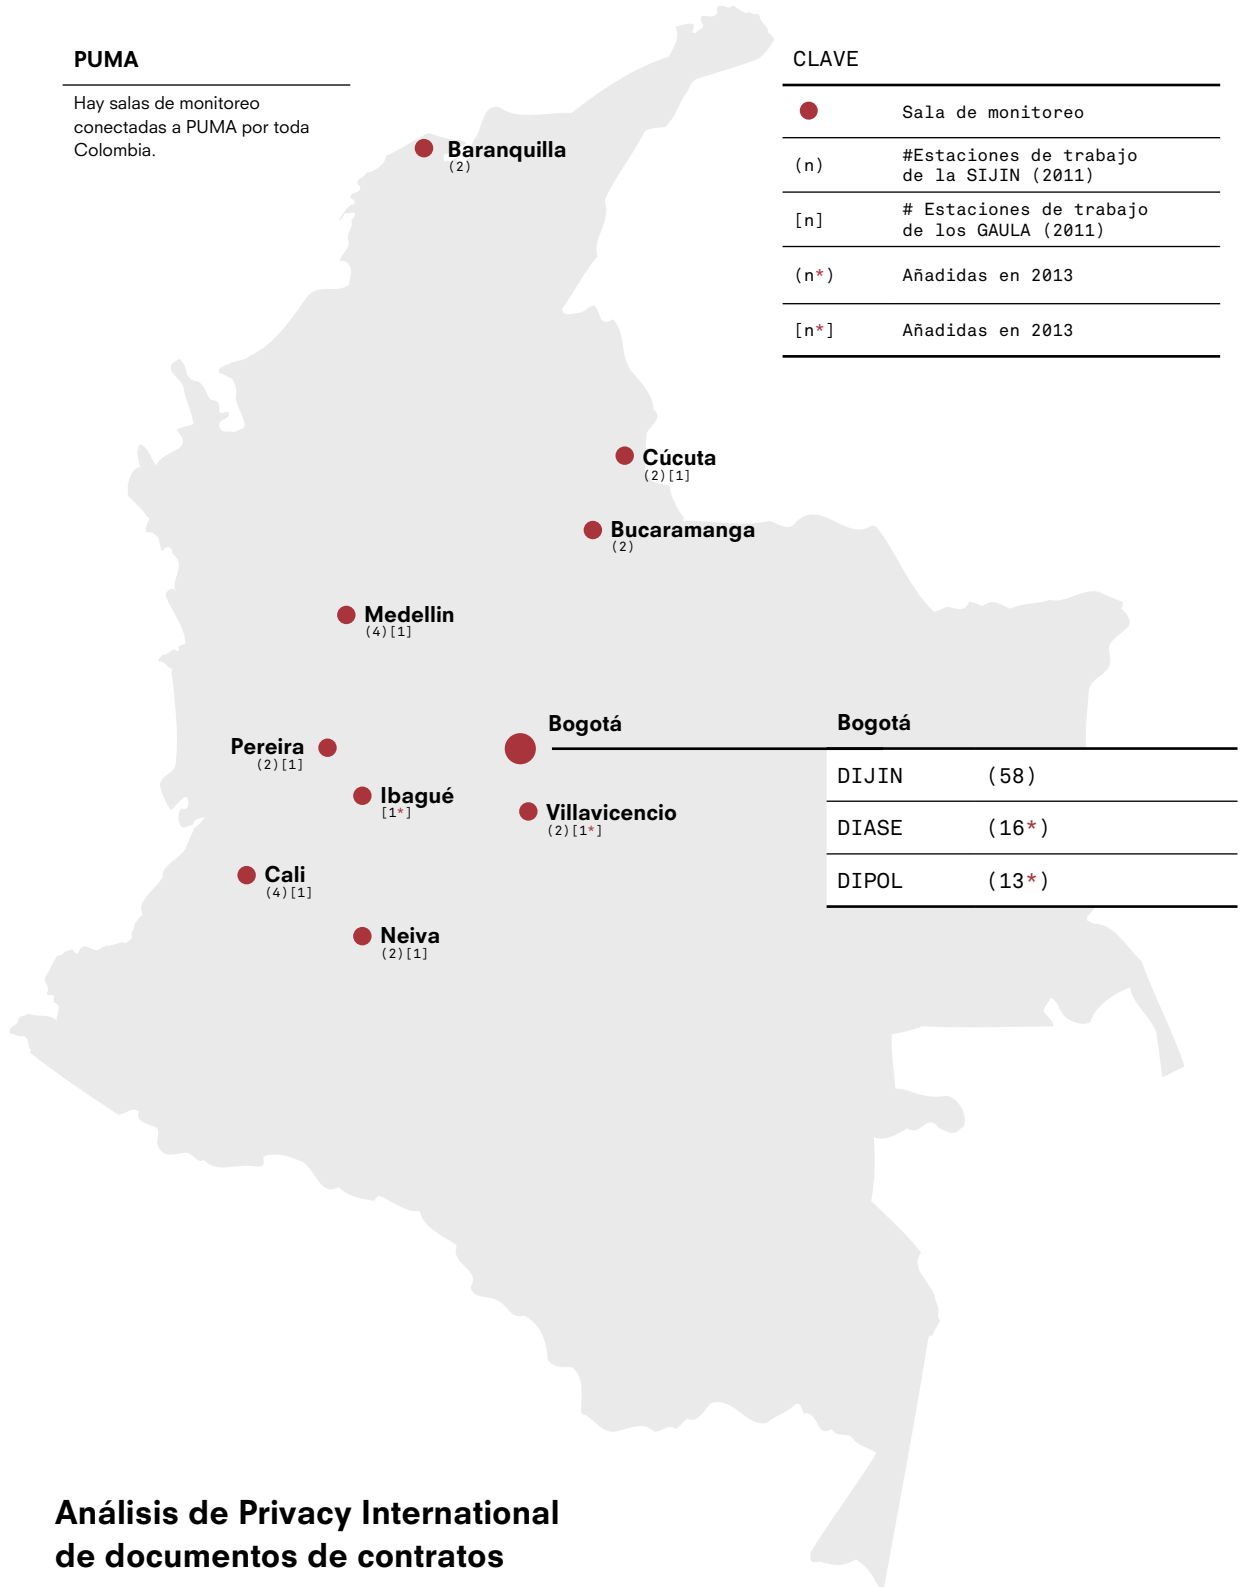 PUMA
Hay salas de monitoreo
conectadas a PUMA por toda
Colombia.
CLAVE
Sala de monitoreo
(n) #Estaciones de trabajo
de la SIJIN (2011)
[n] # Estaciones de trabajo
de los GAULA (2011)
(n*) Añadidas en 2013
[n*] Añadidas en 2013
Baranquilla
(2)
Cúcuta
(2)[1]
Bucaramanga
(2)
Medellin
(4)[1]
Bogotá
Pereira
(2)[1]
Ibagué
[1*]
Villavicencio
(2)[1*]
Cali
(4)[1]
Neiva
(2)[1]
Bogotá
DIJIN (58)
DIASE (16*)
DIPOL (13*)
Análisis de Privacy International
de documentos de contratos